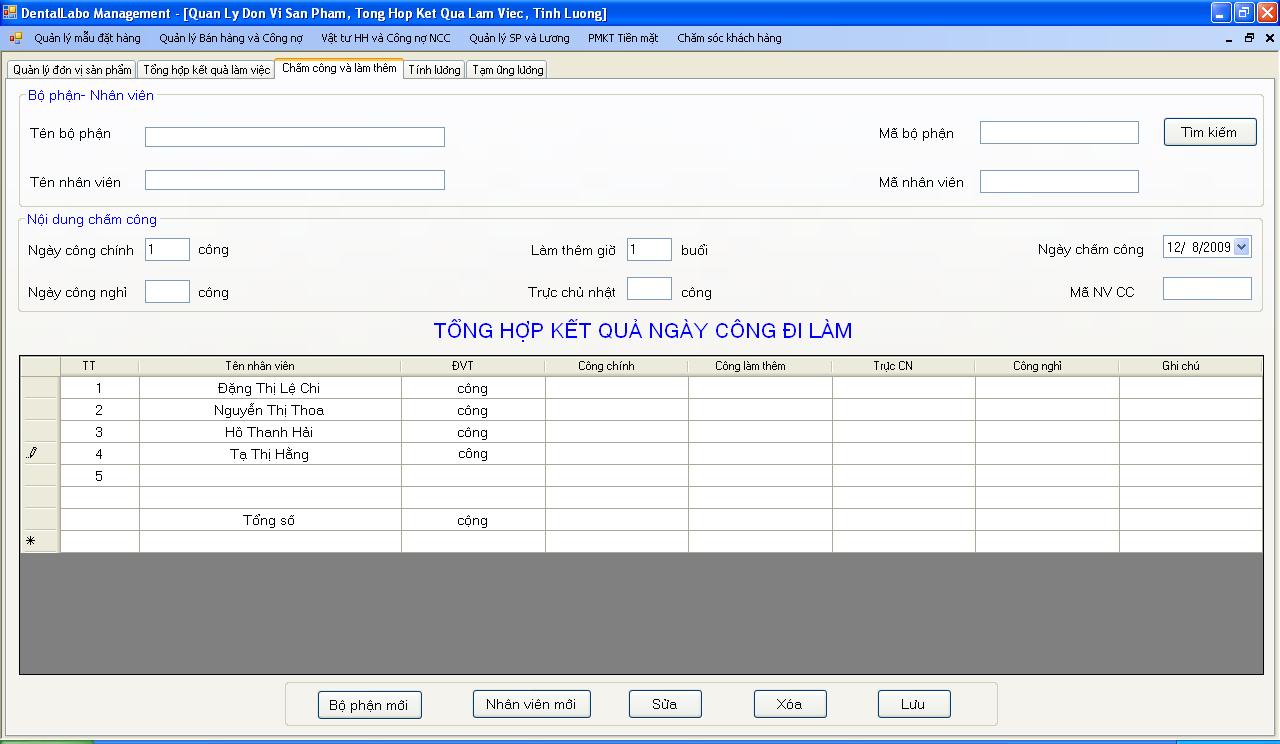 DentalLabo Management - [Quan Ly Don Vi San Pham, Tong Hop Ket Qua Lam Viec, Tinh Luong]
Quản lý mẫu đặt hàng Quản lý Bán hàng và Công nợ Vật tư HH và Công nợ NCC Quản lý SP và Lương PMKT Tiền mặt Chăm sóc khách hàng
Quản lý đơn vị sản phẩm Tổng hợp kết quả làm việc Chấm công và làm thêm Tính lương Tạm ứng lương
Bộ phận- Nhân viên
Tên bộ phận Mã bộ phận Tìm kiếm
Tên nhân viên Mã nhân viên
Nội dung chấm công
Ngày công chính 1 công Làm thêm giờ 1 buổi Ngày chấm công 12/ 8/2009
Ngày công nghỉ công Trực chủ nhật công Mã NV CC
TỔNG HỢP KẾT QUẢ NGÀY CÔNG ĐI LÀM
TT Tên nhân viên ĐVT Công chính Công làm thêm Trực CN Công nghỉ Ghi chú
1 Đặng Thị Lệ Chi công
2 Nguyễn Thị Thoa công
3 Hồ Thanh Hải công
4 Tạ Thị Hằng công
5
Tổng số công
Bộ phận mới Nhân viên mới Sửa Xóa Lưu